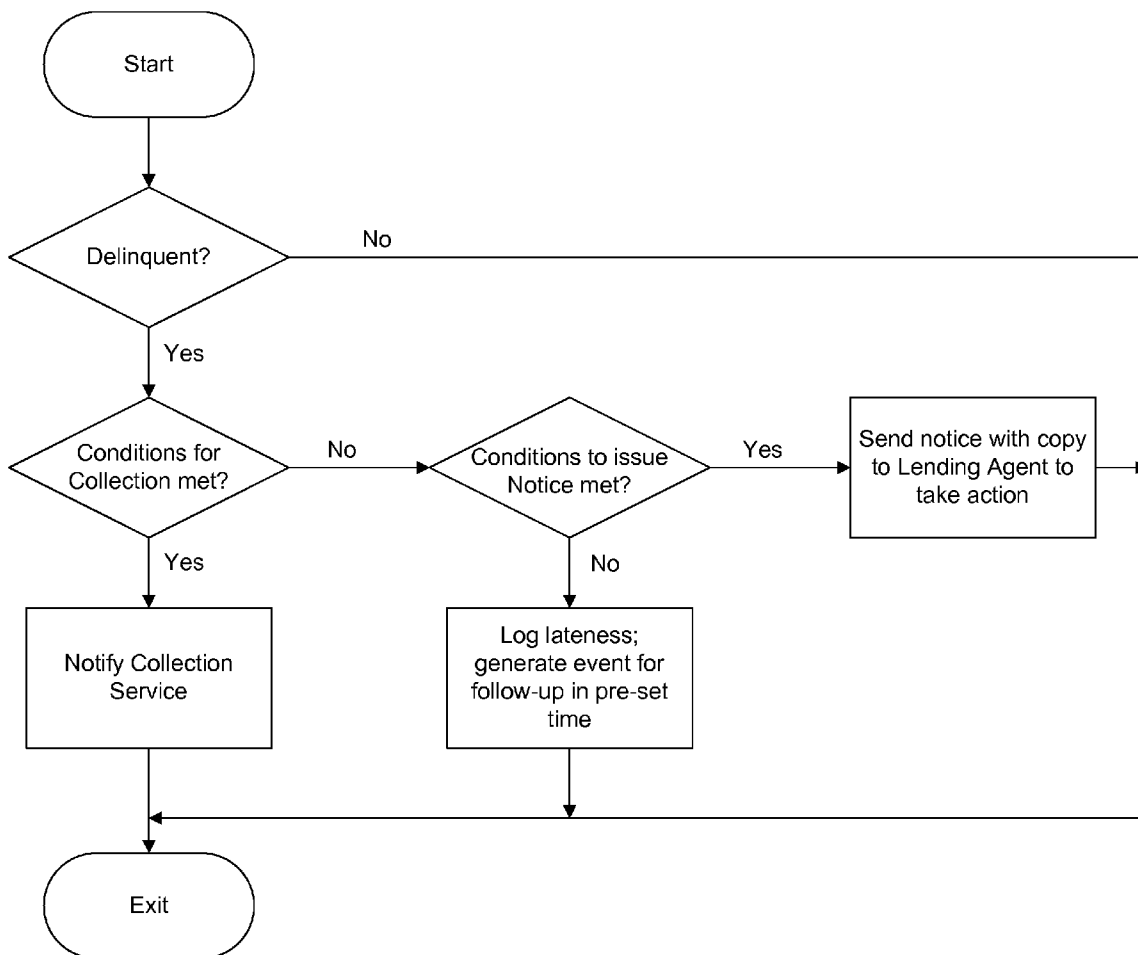 Start
Delinquent?
No
Yes
Conditions for
Collection met?
No
Conditions to issue
Notice met?
Yes
Send notice with copy
to Lending Agent to
take action
Yes
No
Notify Collection
Service
Log lateness;
generate event for
follow-up in pre-set
time
Exit